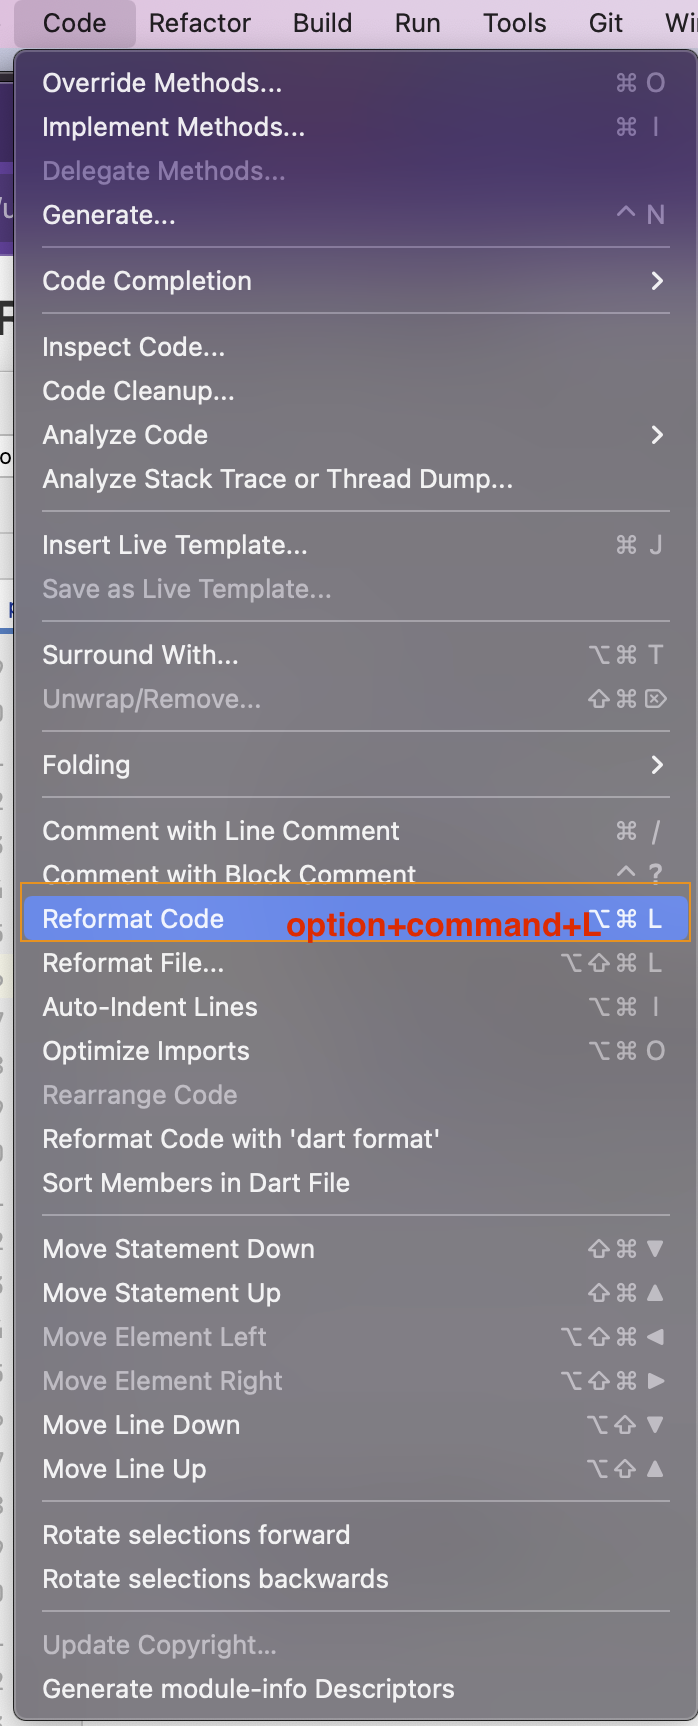 Code Refactor Build Run Tools Git
Override Methods... ⌘ O
Implement Methods... ⌘ I
Delegate Methods...
Generate... ^ N
Code Completion >
Inspect Code...
Code Cleanup...
Analyze Code >
Analyze Stack Trace or Thread Dump...
Insert Live Template... ⌘ J
Save as Live Template...
Surround With... ⌥⌘ T
Unwrap/Remove... ⇧⌘⌦
Folding >
Comment with Line Comment ⌘ /
Comment with Block Comment ^ ?
Reformat Code option+command+L ⌥⌘ L
Reformat File... ⌥⇧⌘ L
Auto-Indent Lines ⌥⌘ I
Optimize Imports ⌥⌘ O
Rearrange Code
Reformat Code with 'dart format'
Sort Members in Dart File
Move Statement Down ⇧⌘▼
Move Statement Up ⇧⌘▲
Move Element Left ⌥⇧⌘◀
Move Element Right ⌥⇧⌘▶
Move Line Down ⌥⇧▼
Move Line Up ⌥⇧▲
Rotate selections forward
Rotate selections backwards
Update Copyright...
Generate module-info Descriptors